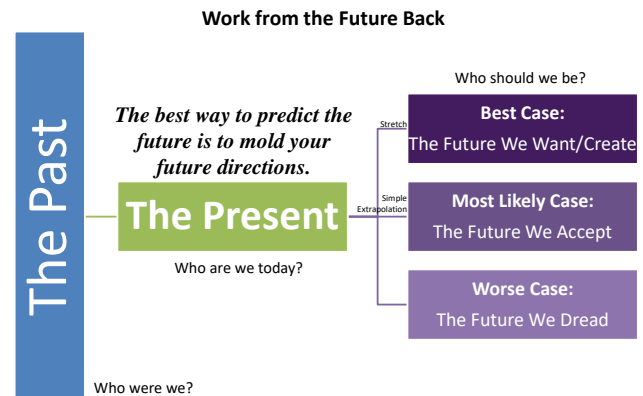 Work from the Future Back
The Past
Who were we?
The best way to predict the
future is to mold your
future directions.
The Present
Who are we today?
Stretch
Simple
Extrapolation
Who should we be?
Best Case:
The Future We Want/Create
Most Likely Case:
The Future We Accept
Worse Case:
The Future We Dread